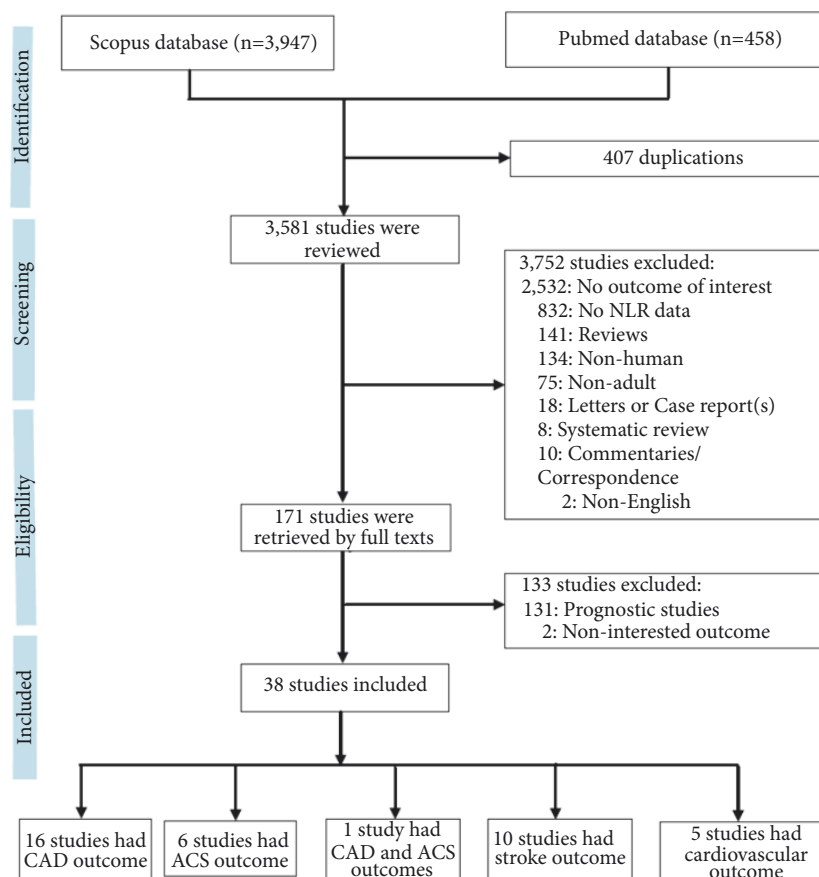 Identification
Scopus database (n=3,947)
Pubmed database (n=458)
407 duplications
Screening
3,581 studies were
reviewed
3,752 studies excluded:
2,532: No outcome of interest
832: No NLR data
141: Reviews
134: Non-human
75: Non-adult
18: Letters or Case report(s)
8: Systematic review
10: Commentaries/
Correspondence
2: Non-English
Eligibility
171 studies were
retrieved by full texts
133 studies excluded:
131: Prognostic studies
2: Non-interested outcome
Included
38 studies included
16 studies had
CAD outcome
6 studies had
ACS outcome
1 study had
CAD and ACS
outcomes
10 studies had
stroke outcome
5 studies had
cardiovascular
outcome